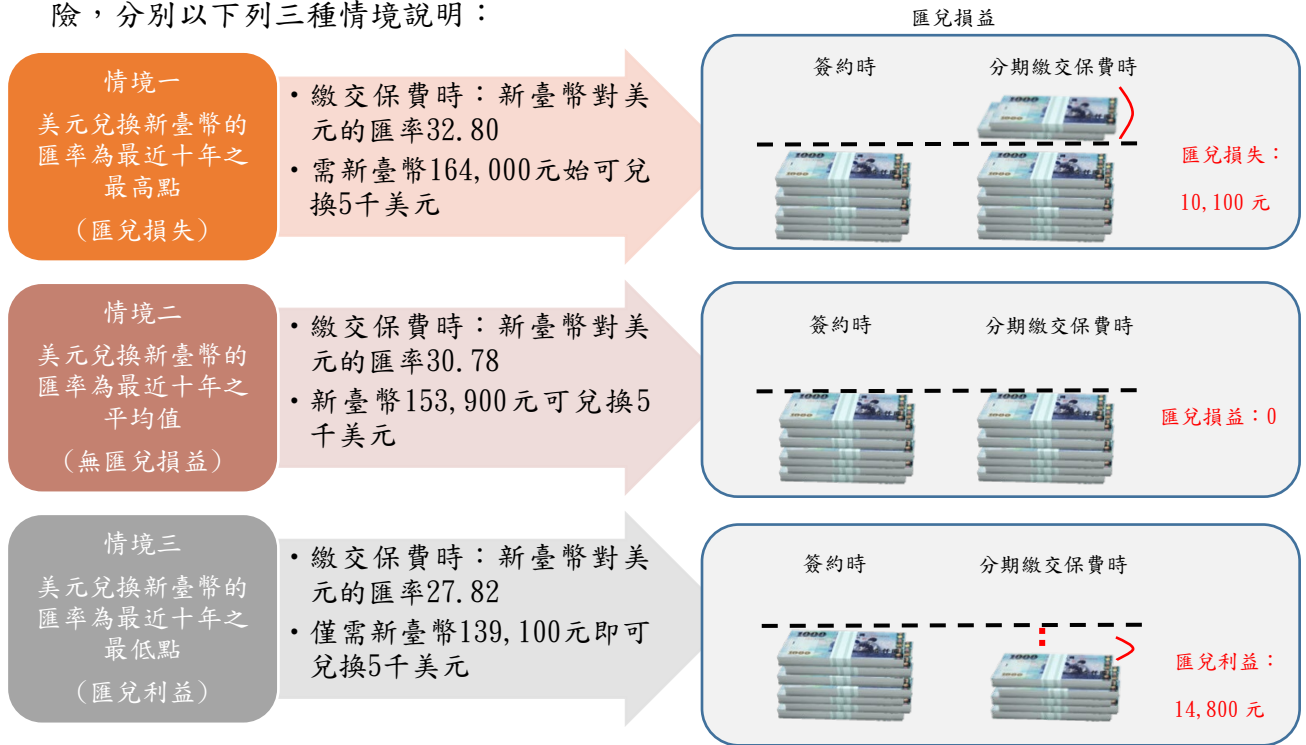 險，分別以下列三種情境說明：
匯兌損益
情境一
美元兌換新臺幣的
匯率為最近十年之
最高點
（匯兌損失）
・繳交保費時：新臺幣對美
元的匯率32.80
・需新臺幣164,000元始可兌
換5千美元
簽約時
分期繳交保費時
匯兌損失：
10,100 元
情境二
美元兌換新臺幣的
匯率為最近十年之
平均值
（無匯兌損益）
・繳交保費時：新臺幣對美
元的匯率30.78
・新臺幣153,900元可兌換5
千美元
簽約時
分期繳交保費時
匯兌損益：0
情境三
美元兌換新臺幣的
匯率為最近十年之
最低點
（匯兌利益）
・繳交保費時：新臺幣對美
元的匯率27.82
・僅需新臺幣139,100元即可
兌換5千美元
簽約時
分期繳交保費時
匯兌利益：
14,800 元